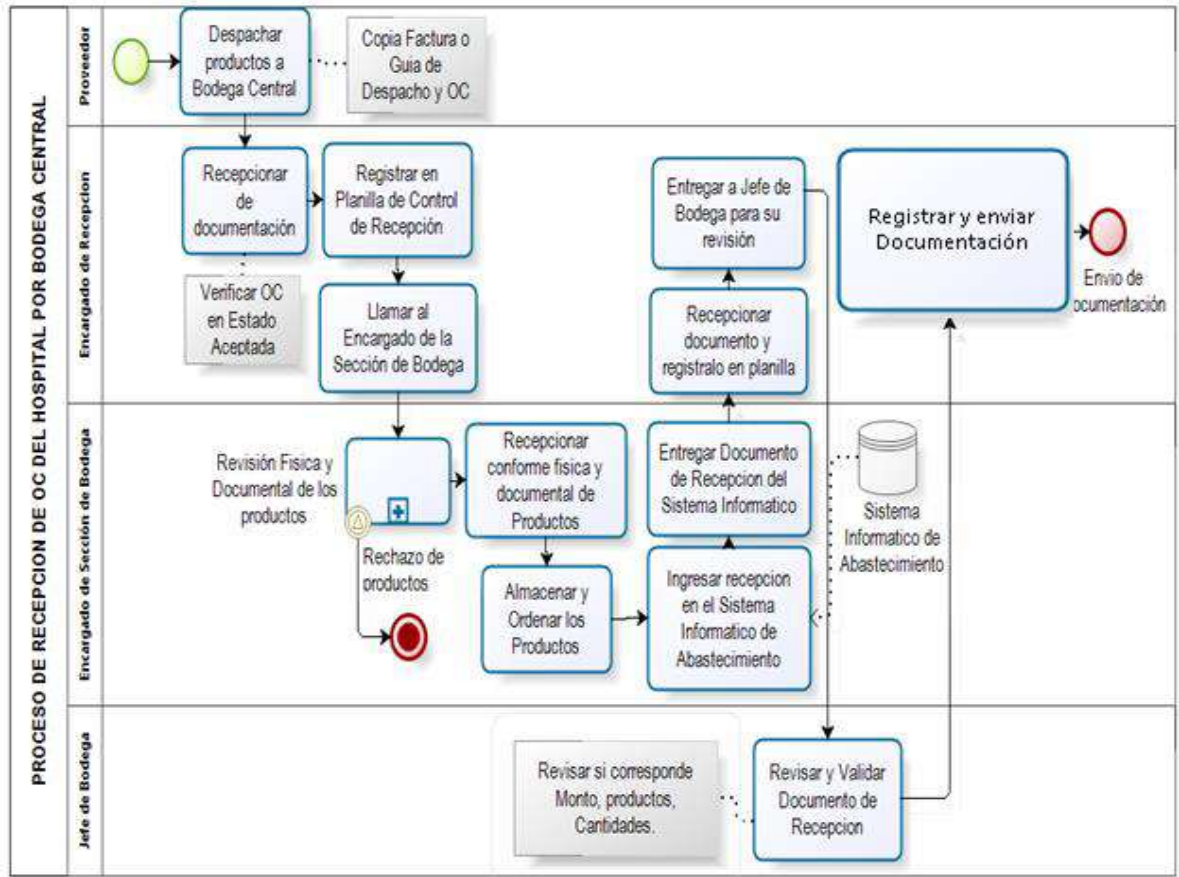 PROCESO DE RECEPCION DE OC DEL HOSPITAL POR BODEGA CENTRAL
Proveedor
Despachar
productos a
Bodega Central
Copia Factura o
Guia de
Despacho y OC
Encargado de Recepcion
Recepcionar
de
documentación
Registrar en
Planilla de Control
de Recepción
Verificar OC
en Estado
Aceptada
Llamar al
Encargado de la
Sección de Bodega
Entregar a Jefe de
Bodega para su
revisión
Recepcionar
documento y
registralo en planilla
Registrar y enviar
Documentación
Envio de
ocumentación
Encargado de Sección de Bodega
Revisión Fisica y
Documental de los
productos
Rechazo de
productos
Recepcionar
conforme fisica y
documental de
Productos
Almacenar y
Ordenar los
Productos
Entregar Documento
de Recepcion del
Sistema Informatico
Ingresar recepcion
en el Sistema
Informatico de
Abastecimiento
Sistema
Informatico de
Abastecimiento
Jefe de Bodega
Revisar si corresponde
Monto, productos,
Cantidades.
Revisar y Validar
Documento de
Recepcion